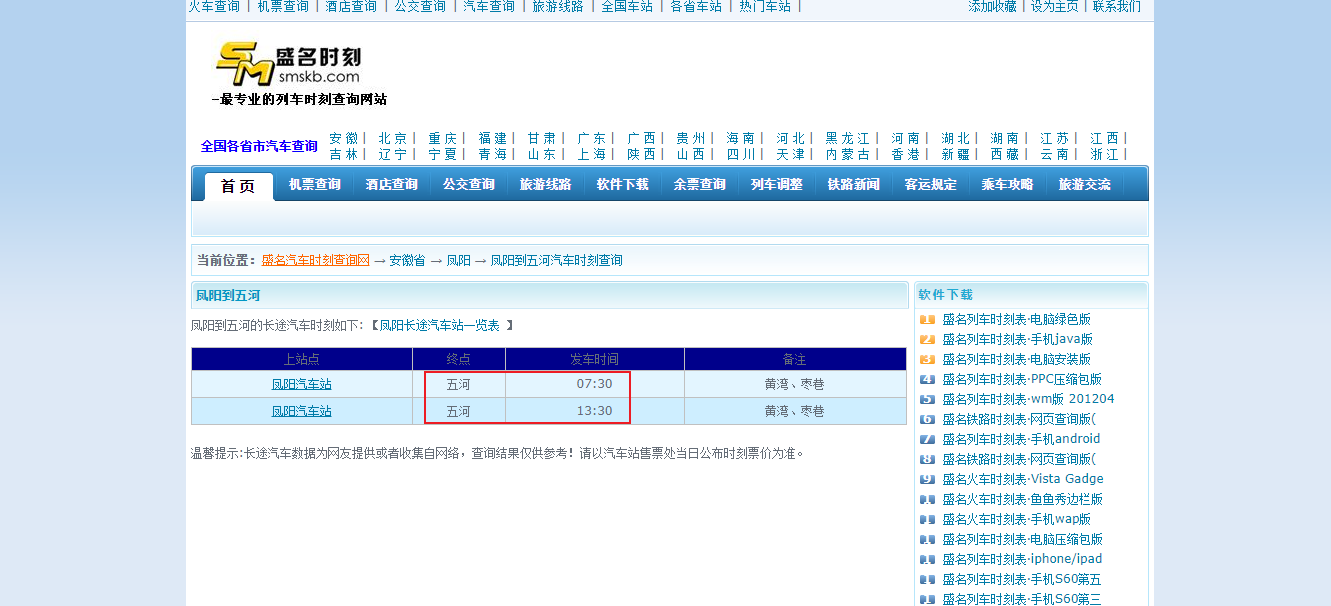 火车查询 | 机票查询 | 酒店查询 | 公交查询 | 汽车查询 | 旅游线路 | 全国车站 | 各省车站 | 热门车站 |
添加收藏 | 设为主页 | 联系我们
SM盛名时刻
smskb.com
-最专业的列车时刻查询网站
全国各省市汽车查询
安徽| 北京| 重庆| 福建| 甘肃| 广东| 广西| 贵州| 海南| 河北| 黑龙江| 河南| 湖北| 湖南| 江苏| 江西|
吉林| 辽宁| 宁夏| 青海| 山东| 上海| 陕西| 山西| 四川| 天津| 内蒙古| 香港| 新疆| 西藏| 云南| 浙江|
首页 机票查询 酒店查询 公交查询 旅游线路 软件下载 余票查询 列车调整 铁路新闻 客运规定 乘车攻略 旅游交流
当前位置：盛名汽车时刻查询网 → 安徽省 → 凤阳 → 凤阳到五河汽车时刻查询
凤阳到五河
凤阳到五河的长途汽车时刻如下:【凤阳长途汽车站一览表 】
上站点 终点 发车时间 备注
凤阳汽车站 五河 07:30 黄湾、枣巷
凤阳汽车站 五河 13:30 黄湾、枣巷
温馨提示:长途汽车数据为网友提供或者收集自网络，查询结果仅供参考！请以汽车站售票处当日公布时刻票价为准。
软件下载
1 盛名列车时刻表·电脑绿色版
2 盛名列车时刻表·手机java版
3 盛名列车时刻表·电脑安装版
4 盛名列车时刻表·PPC压缩包版
5 盛名列车时刻表·wm版 201204
6 盛名铁路时刻表·网页查询版(
7 盛名列车时刻表·手机android
8 盛名铁路时刻表·网页查询版(
9 盛名火车时刻表·Vista Gadge
盛名火车时刻表·鱼鱼秀边栏版
盛名火车时刻表·手机wap版
盛名列车时刻表·电脑压缩包版
盛名列车时刻表·iphone/ipad
盛名列车时刻表·手机S60第五
盛名列车时刻表·手机S60第三